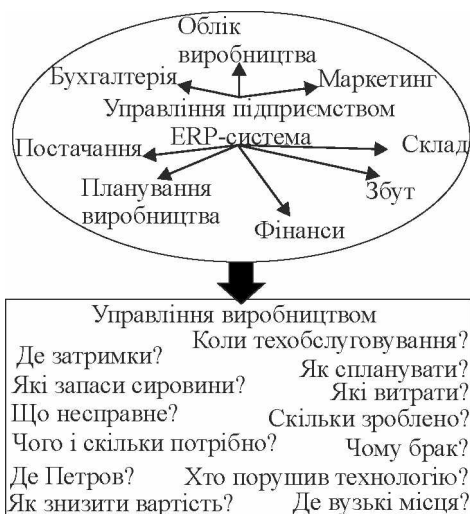 Облік
виробництва
Бухгалтерія
Маркетинг
Управління підприємством
ERP-система
Постачання
Склад
Планування
виробництва
Збут
Фінанси
Управління виробництвом
Коли техобслуговування?
Де затримки?
Як спланувати?
Які запаси сировини?
Які витрати?
Що несправне?
Скільки зроблено?
Чого і скільки потрібно?
Чому брак?
Де Петров?
Хто порушив технологію?
Як знизити вартість?
Де вузькі місця?